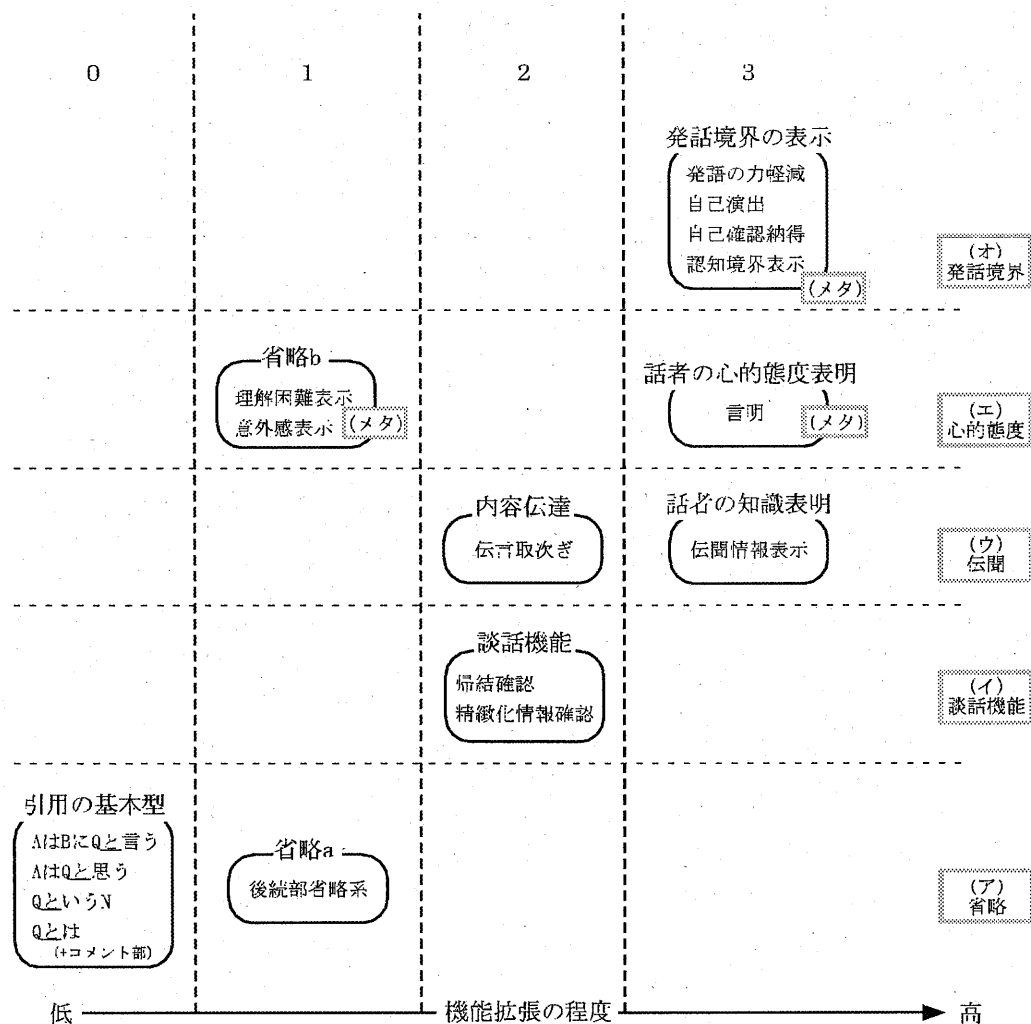 0
1
2
3
発話境界の表示
発語の力軽減
自己演出
自己確認納得
認知境界表示
(メタ)
(オ)
発話境界
省略b
理解困難表示
意外感表示
(メタ)
話者の心的態度表明
言明
(メタ)
(エ)
心的態度
内容伝達
伝言取次ぎ
話者の知識表明
伝聞情報表示
(ウ)
伝聞
談話機能
帰結確認
精緻化情報確認
(イ)
談話機能
引用の基本型
AはBにQと言う
AはQと思う
QというN
Qとは
(+コメント部)
省略a
後続部省略系
(ア)
省略
低
機能拡張の程度
高